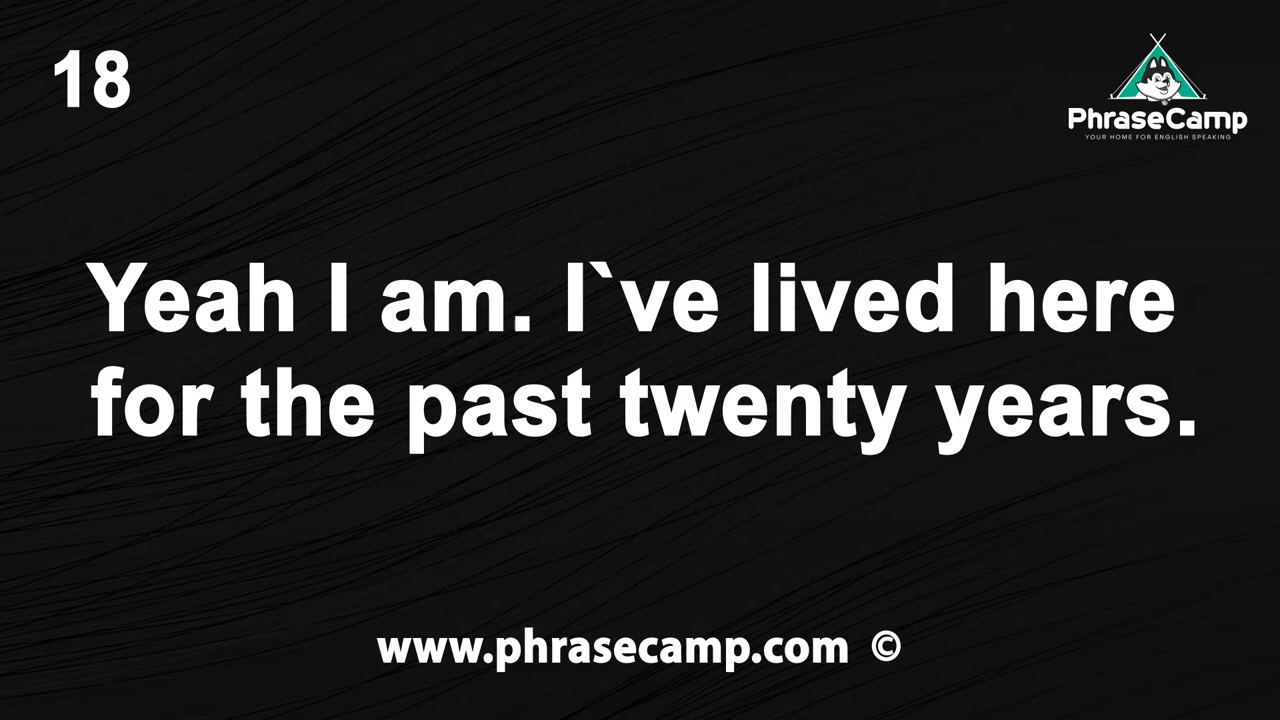 18
PhraseCamp
YOUR HOME FOR ENGLISH SPEAKING
Yeah I am. I`ve lived here
for the past twenty years.
www.phrasecamp.com ©